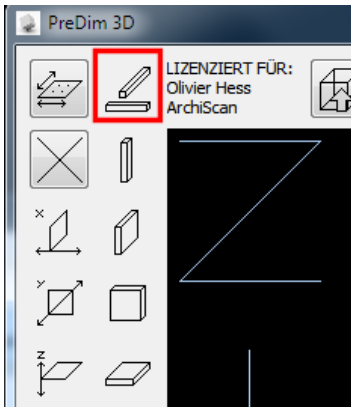 PreDim 3D
LIZENZIERT FÜR:
Olivier Hess
ArchiScan
x
y
z